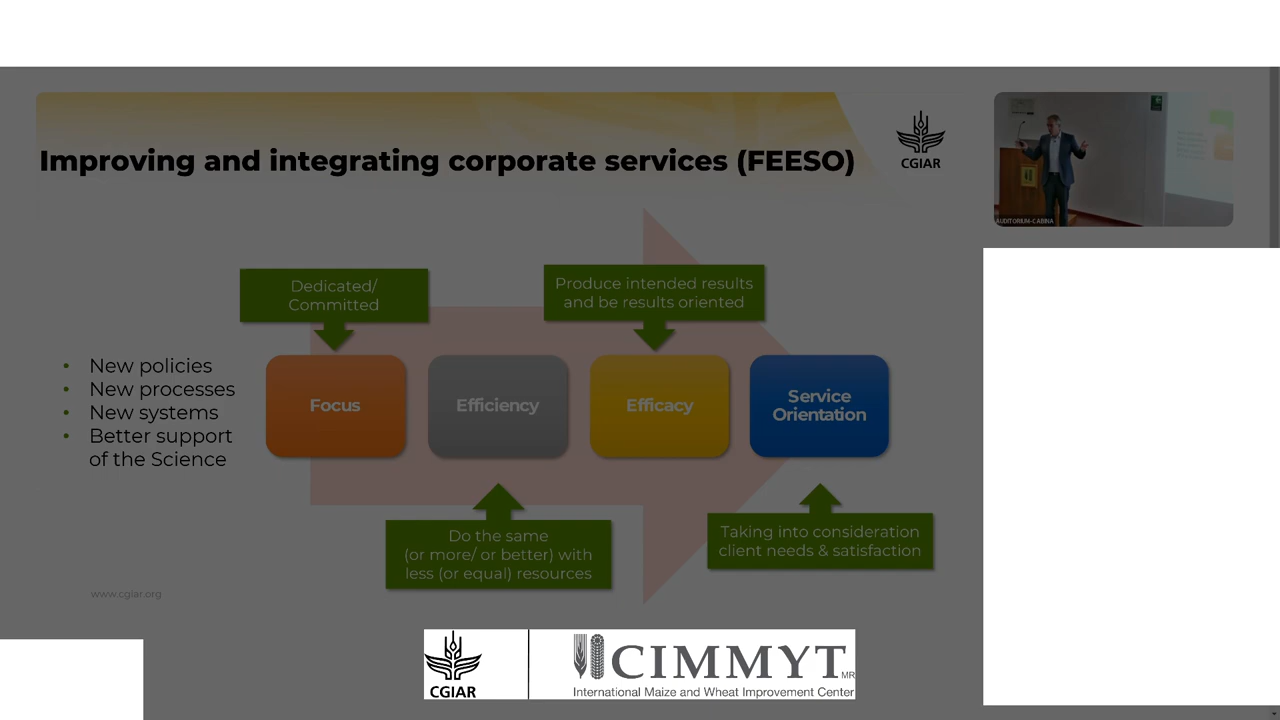 Improving and integrating corporate services (FEESO)
CGIAR
AUDITORIUM-CABINA
Dedicated/
Committed
Produce intended results
and be results oriented
• New policies
• New processes
• New systems
• Better support
of the Science
Focus
Efficiency
Efficacy
Service
Orientation
Do the same
(or more/ or better) with
less (or equal) resources
Taking into consideration
client needs & satisfaction
www.cgiar.org
CGIAR
CIMMYT MR
International Maize and Wheat Improvement Center